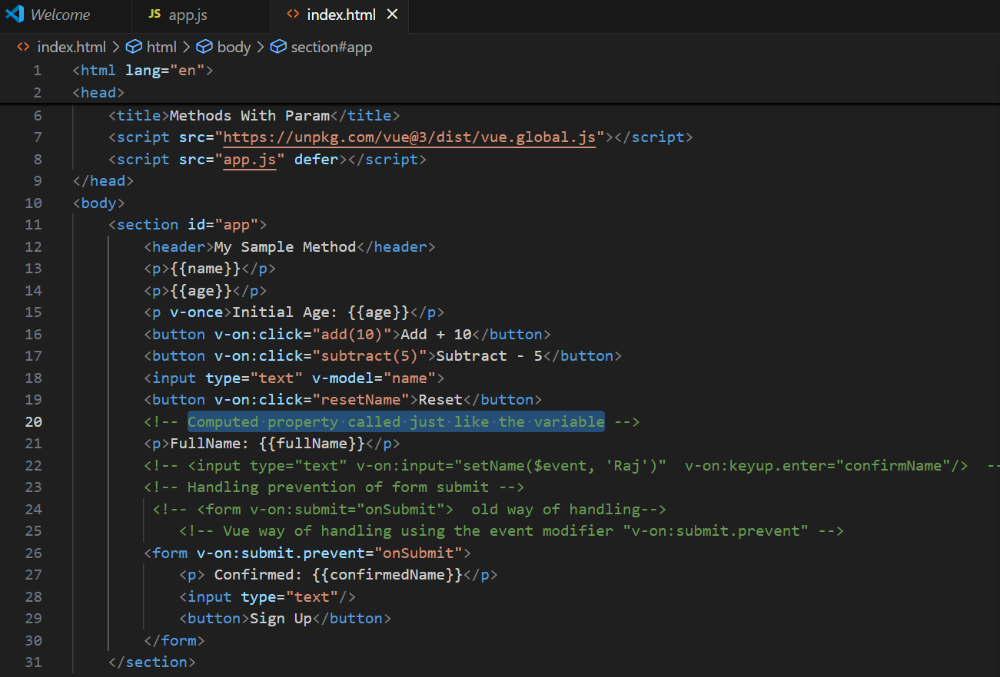 Welcome
JS app.js
<> index.html ×
<> index.html > html > body > section#app
1 <html lang="en">
2 <head>
6 <title>Methods With Param</title>
7 <script src="https://unpkg.com/vue@3/dist/vue.global.js"></script>
8 <script src="app.js" defer></script>
9 </head>
10 <body>
11 <section id="app">
12 <header>My Sample Method</header>
13 <p>{{name}}</p>
14 <p>{{age}}</p>
15 <p v-once>Initial Age: {{age}}</p>
16 <button v-on:click="add(10)">Add + 10</button>
17 <button v-on:click="subtract(5)">Subtract - 5</button>
18 <input type="text" v-model="name">
19 <button v-on:click="resetName">Reset</button>
20 <!-- Computed property called just like the variable -->
21 <p>FullName: {{fullName}}</p>
22 <!-- <input type="text" v-on:input="setName($event, 'Raj')"  v-on:keyup.enter="confirmName"/>  --
23 <!-- Handling prevention of form submit -->
24 <!-- <form v-on:submit="onSubmit">  old way of handling-->
25 <!-- Vue way of handling using the event modifier "v-on:submit.prevent" -->
26 <form v-on:submit.prevent="onSubmit">
27 <p> Confirmed: {{confirmedName}}</p>
28 <input type="text"/>
29 <button>Sign Up</button>
30 </form>
31 </section>